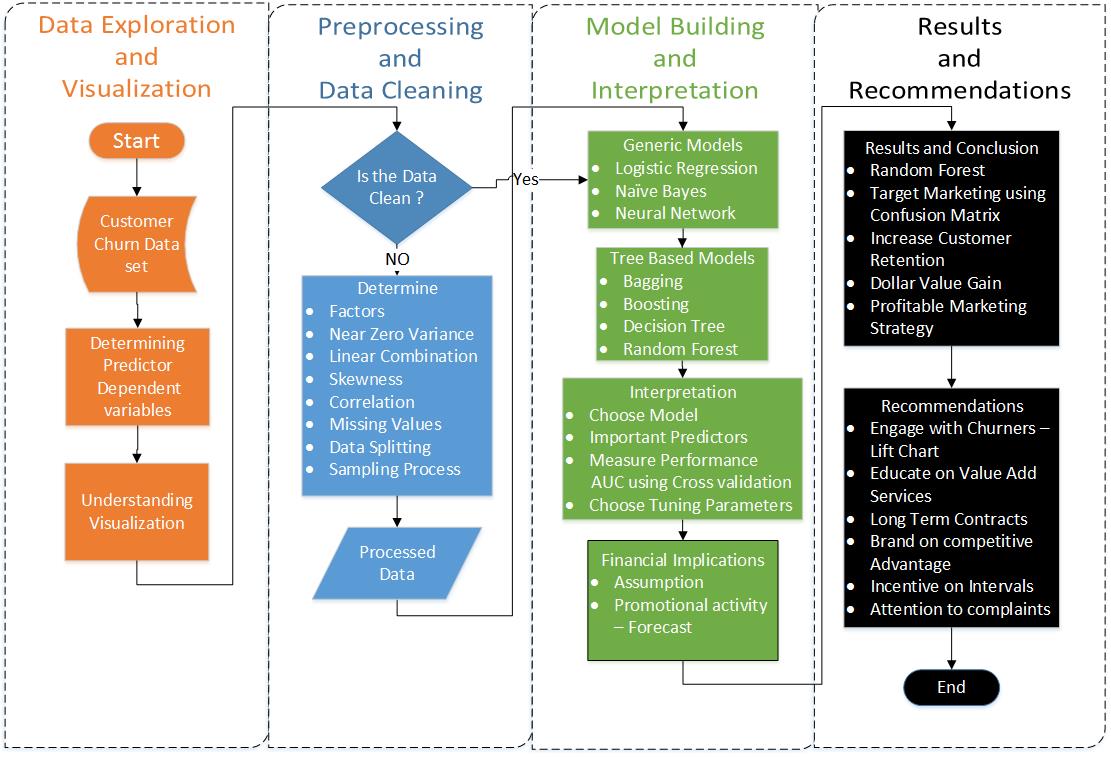 Data Exploration
and
Visualization
Start
Customer
Churn Data
set
Determining
Predictor
Dependent
variables
Understanding
Visualization
Preprocessing
and
Data Cleaning
Is the Data
Clean ?
Yes
NO
Determine
• Factors
• Near Zero Variance
• Linear Combination
• Skewness
• Correlation
• Missing Values
• Data Splitting
• Sampling Process
Processed
Data
Model Building
and
Interpretation
Generic Models
• Logistic Regression
• Naïve Bayes
• Neural Network
Tree Based Models
• Bagging
• Boosting
• Decision Tree
• Random Forest
Interpretation
• Choose Model
• Important Predictors
• Measure Performance
AUC using Cross validation
• Choose Tuning Parameters
Financial Implications
• Assumption
• Promotional activity
– Forecast
Results
and
Recommendations
Results and Conclusion
• Random Forest
• Target Marketing using
Confusion Matrix
• Increase Customer
Retention
• Dollar Value Gain
• Profitable Marketing
Strategy
Recommendations
• Engage with Churners –
Lift Chart
• Educate on Value Add
Services
• Long Term Contracts
• Brand on competitive
Advantage
• Incentive on Intervals
• Attention to complaints
End